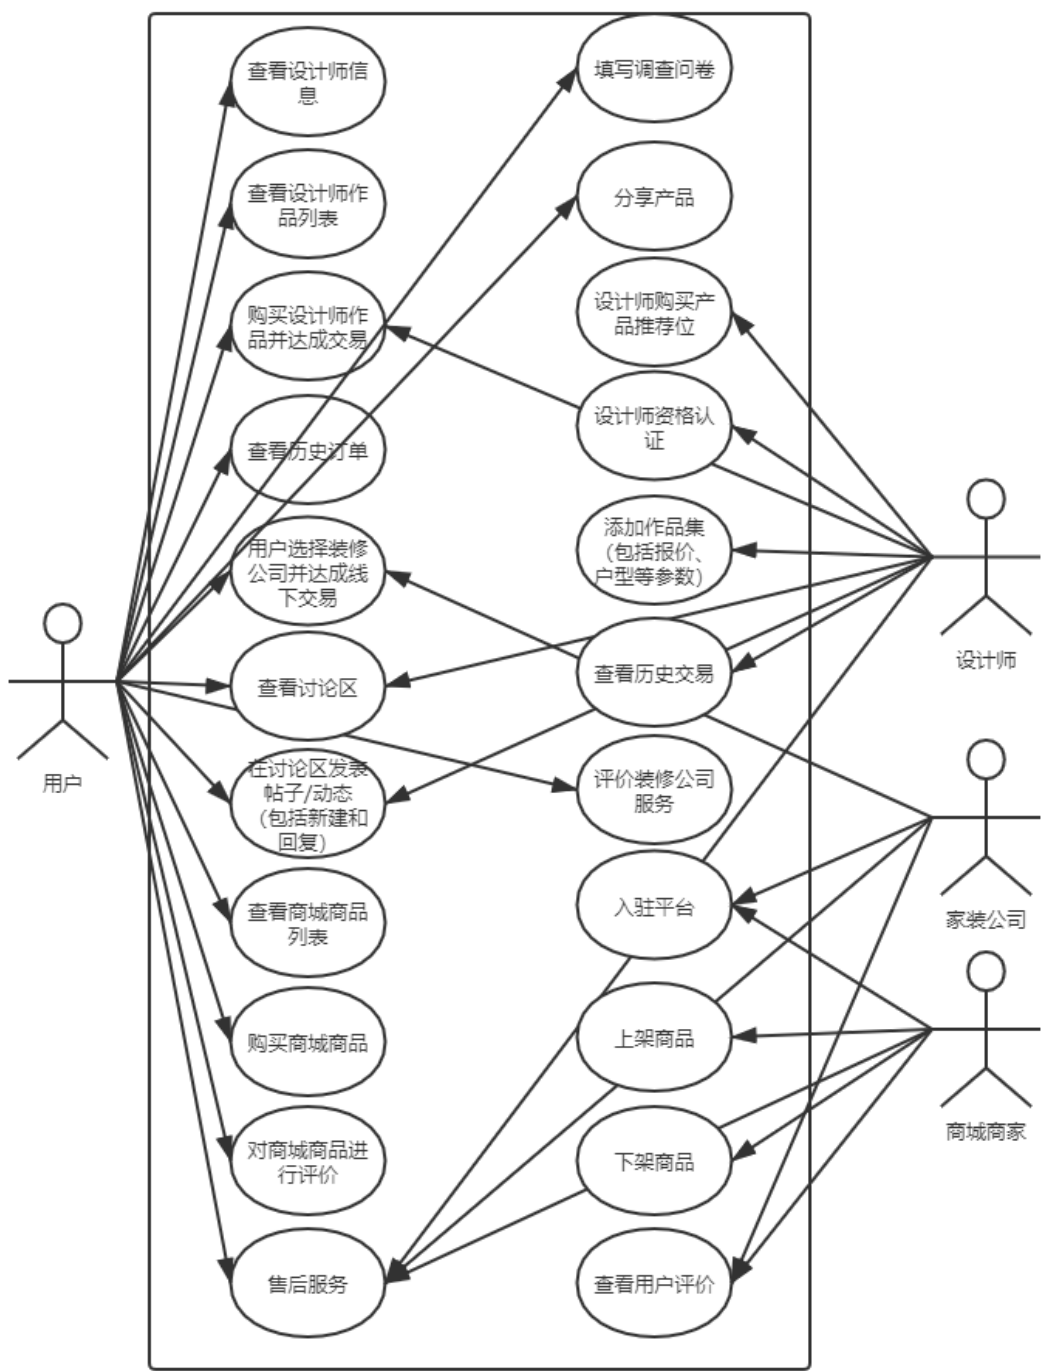 查看设计师信
息
查看设计师作
品列表
购买设计师作
品并达成交易
查看历史订单
用户选择装修
公司并达成线
下交易
查看讨论区
在讨论区发表
帖子/动态
（包括新建和
回复）
查看商城商品
列表
购买商城商品
对商城商品进
行评价
售后服务
填写调查问卷
分享产品
设计师购买产
品推荐位
设计师资格认
证
添加作品集
（包括报价、
户型等参数）
查看历史交易
评价装修公司
服务
入驻平台
上架商品
下架商品
查看用户评价
用户
设计师
家装公司
商城商家